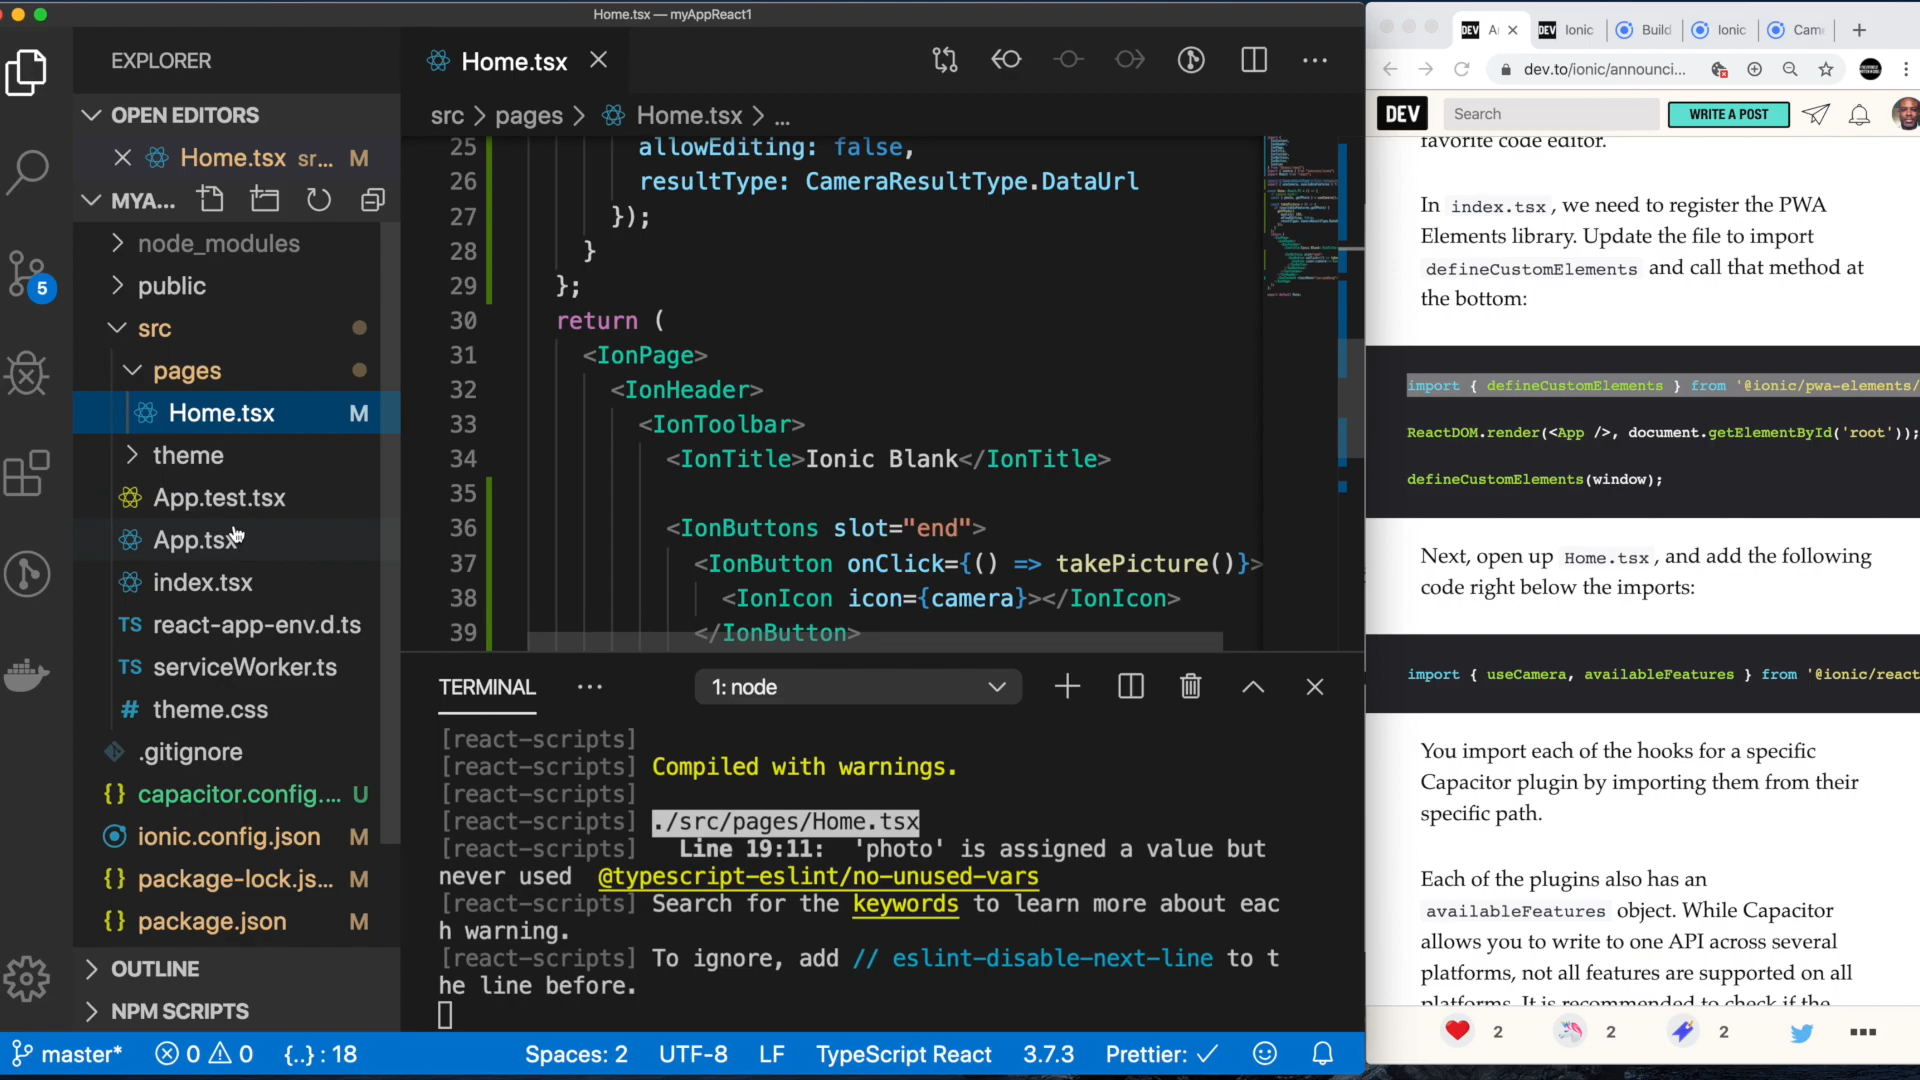 Home.tsx — myAppReact1
EXPLORER
OPEN EDITORS
Home.tsx sr... M
MYA...
node_modules
public
src
pages
Home.tsx M
theme
App.test.tsx
App.tsx
index.tsx
TS react-app-env.d.ts
TS serviceWorker.ts
# theme.css
.gitignore
{} capacitor.config.... U
ionic.config.json M
{} package-lock.js... M
{} package.json M
OUTLINE
NPM SCRIPTS
5
Home.tsx
src > pages > Home.tsx > ...
25 allowEditing: false,
26 resultType: CameraResultType.DataUrl
27 });
28 }
29 };
30 return (
31 <IonPage>
32 <IonHeader>
33 <IonToolbar>
34 <IonTitle>Ionic Blank</IonTitle>
35
36 <IonButtons slot="end">
37 <IonButton onClick={() => takePicture()}>
38 <IonIcon icon={camera}></IonIcon>
39 </IonButton>
TERMINAL
1: node
[react-scripts]
[react-scripts] Compiled with warnings.
[react-scripts]
[react-scripts] ./src/pages/Home.tsx
[react-scripts] Line 19:11: 'photo' is assigned a value but
never used @typescript-eslint/no-unused-vars
[react-scripts] Search for the keywords to learn more about eac
h warning.
[react-scripts] To ignore, add // eslint-disable-next-line to t
he line before.
master* 0 0 {..} : 18 Spaces: 2 UTF-8 LF TypeScript React 3.7.3 Prettier: ✓
DEV A DEV Ionic Build Ionic Cam
dev.to/ionic/announci...
DEV Search WRITE A POST
favorite code editor.
In index.tsx, we need to register the PWA
Elements library. Update the file to import
defineCustomElements and call that method at
the bottom:
import { defineCustomElements } from '@ionic/pwa-elements/
ReactDOM.render(<App />, document.getElementById('root'));
defineCustomElements(window);
Next, open up Home.tsx, and add the following
code right below the imports:
import { useCamera, availableFeatures } from '@ionic/react
You import each of the hooks for a specific
Capacitor plugin by importing them from their
specific path.
Each of the plugins also has an
availableFeatures object. While Capacitor
allows you to write to one API across several
platforms, not all features are supported on all
platforms. It is recommended to check if the
2 2 2